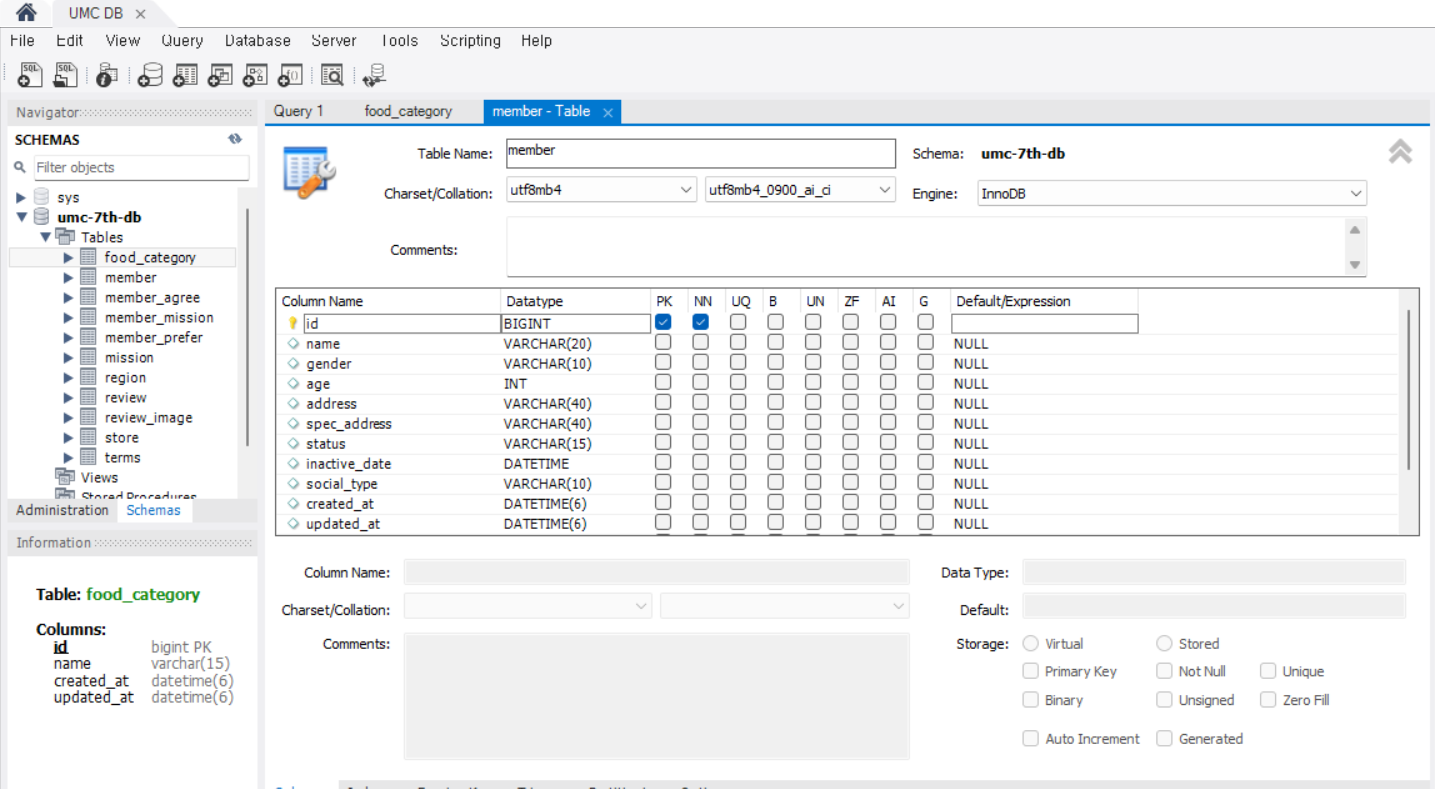 UMC DB ×
File Edit View Query Database Server Tools Scripting Help
Navigator
SCHEMAS
Filter objects
sys
umc-7th-db
Tables
food_category
member
member_agree
member_mission
member_prefer
mission
region
review
review_image
store
terms
Views
Stored Procedures
Administration Schemas
Information
Table: food_category
Columns:
id bigint PK
name varchar(15)
created_at datetime(6)
updated_at datetime(6)
Query 1 food_category member - Table ×
Table Name: member Schema: umc-7th-db
Charset/Collation: utf8mb4 utf8mb4_0900_ai_ci Engine: InnoDB
Comments:
Column Name Datatype PK NN UQ B UN ZF AI G Default/Expression
id BIGINT
name VARCHAR(20) NULL
gender VARCHAR(10) NULL
age INT NULL
address VARCHAR(40) NULL
spec_address VARCHAR(40) NULL
status VARCHAR(15) NULL
inactive_date DATETIME NULL
social_type VARCHAR(10) NULL
created_at DATETIME(6) NULL
updated_at DATETIME(6) NULL
Column Name: Data Type:
Charset/Collation: Default:
Comments: Storage: Virtual Stored
Primary Key Not Null Unique
Binary Unsigned Zero Fill
Auto Increment Generated